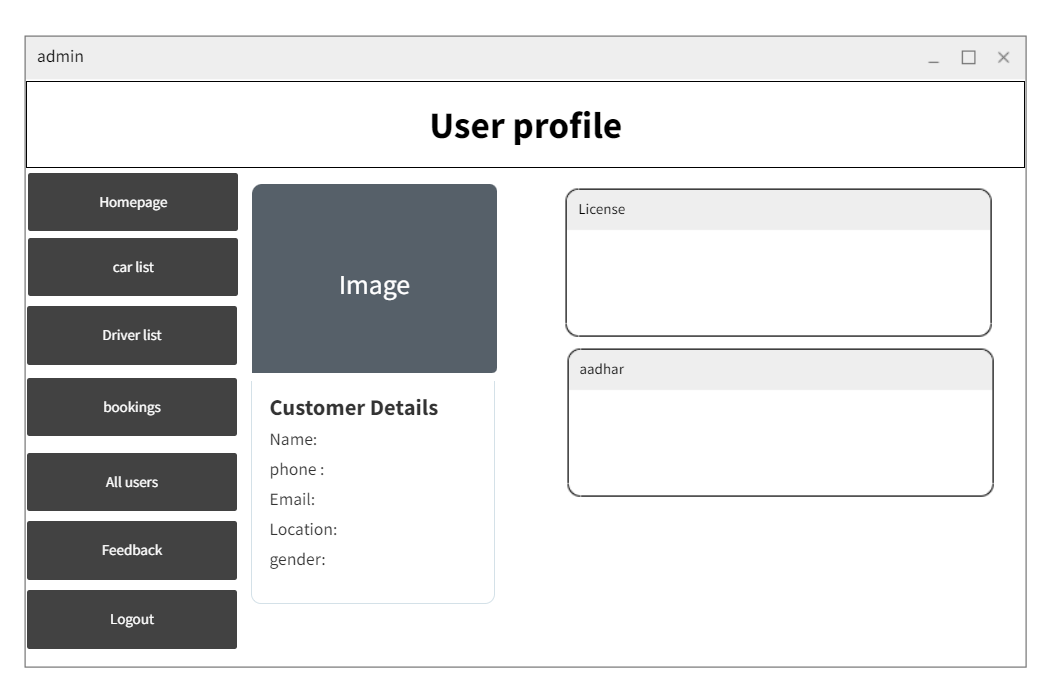 admin
User profile
Homepage
car list
Driver list
bookings
All users
Feedback
Logout
Image
Customer Details
Name:
phone :
Email:
Location:
gender:
License
aadhar